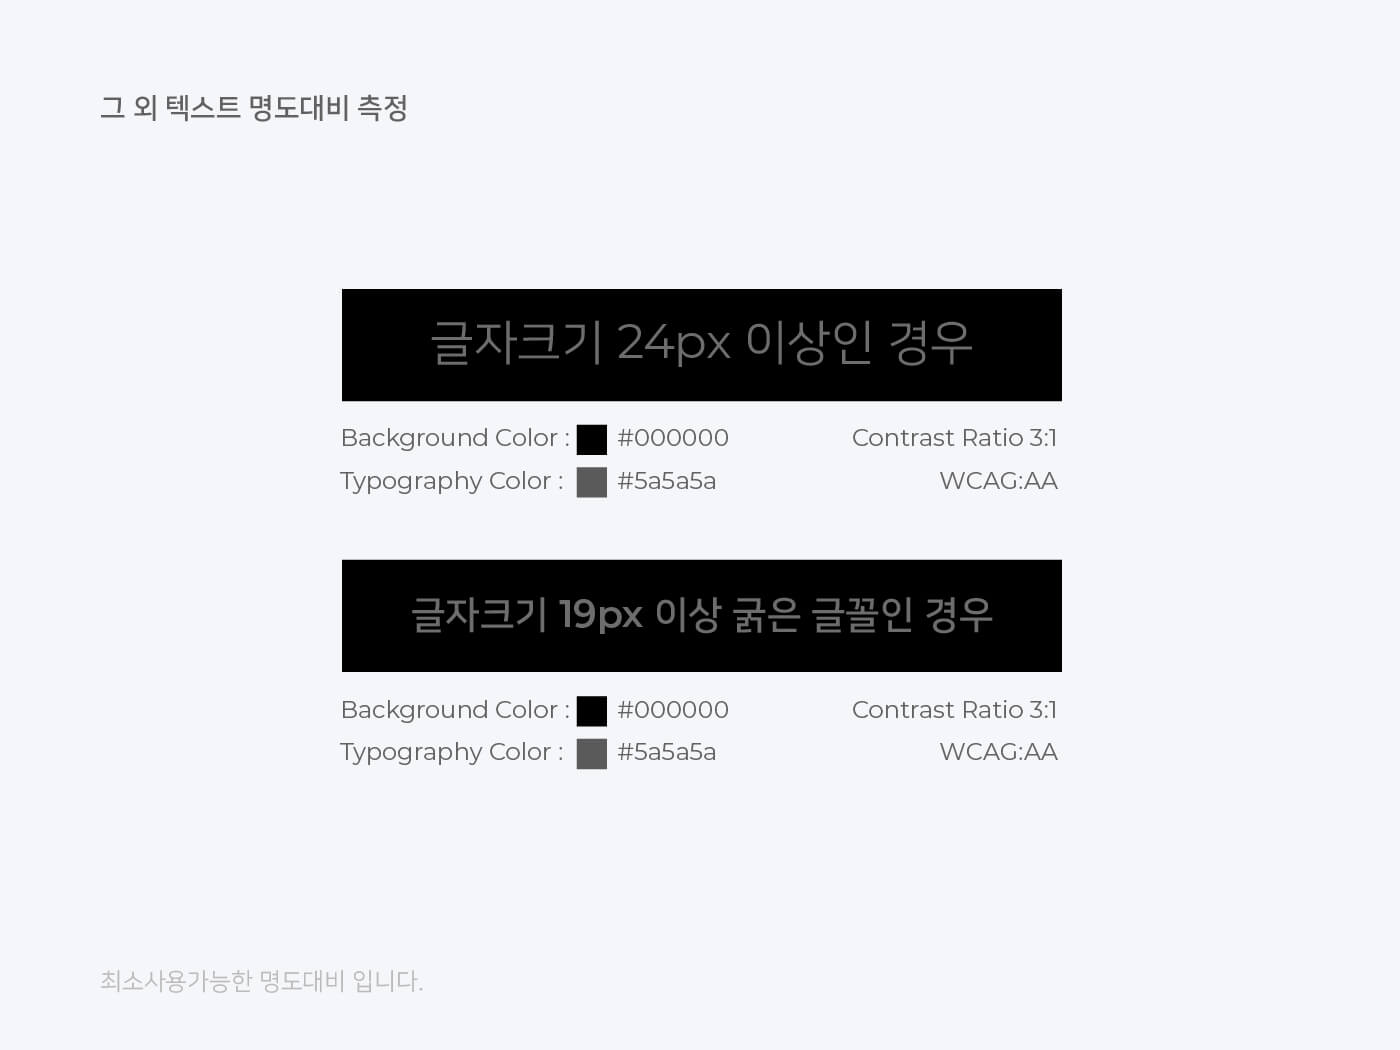 그 외 텍스트 명도대비 측정
글자크기 24px 이상인 경우
Background Color : #000000 Contrast Ratio 3:1
Typography Color : #5a5a5a WCAG:AA
글자크기 19px 이상 굵은 글꼴인 경우
Background Color : #000000 Contrast Ratio 3:1
Typography Color : #5a5a5a WCAG:AA
최소사용가능한 명도대비 입니다.